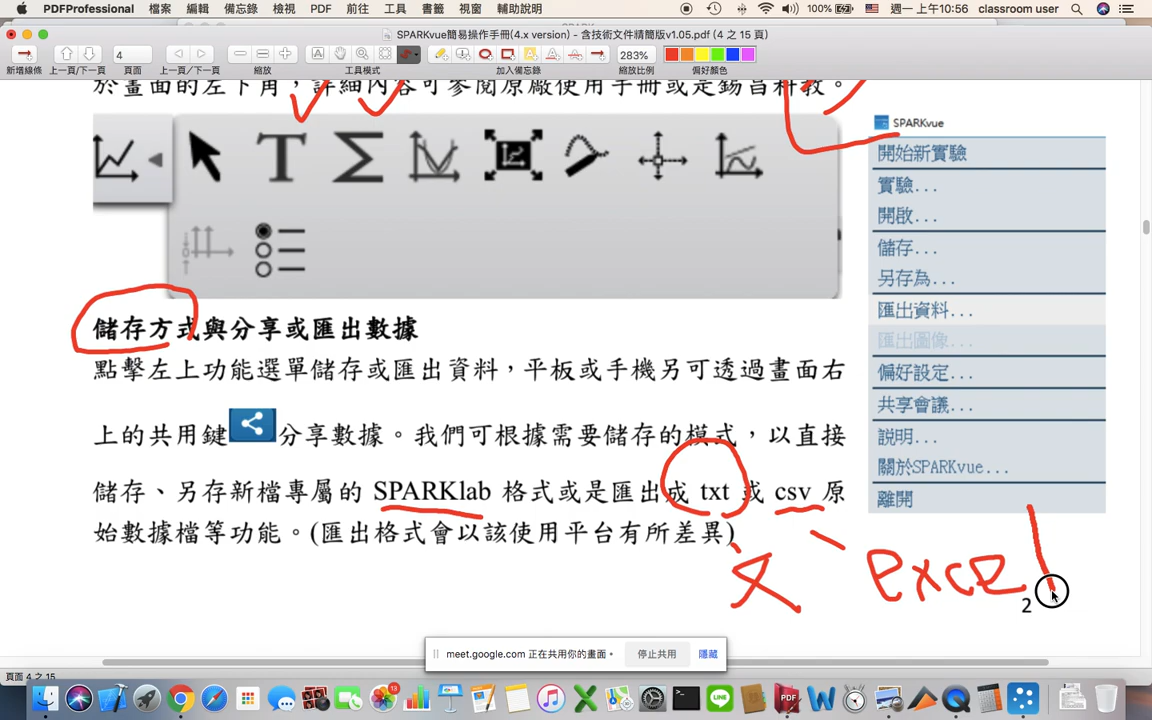 PDFProfessional 檔案 編輯 備忘錄 檢視 PDF 前往 工具 書籤 視窗 輔助說明 100% 週一 上午10:56 classroom user
SPARKvue簡易操作手冊(4.x version) - 含技術文件精簡版v1.05.pdf (4 之 15 頁)
4 283%
新增線條 上一頁/下一頁 頁面 上一頁/下一頁 縮放 工具模式 加入備忘錄 縮放比例 偏好顏色
於畫面的左下角，詳細內容可參閱原廠使用手冊或是錫昌科教。
SPARKvue
開始新實驗
實驗...
開啟...
儲存...
另存為...
匯出資料...
匯出圖像...
偏好設定...
共享會議...
說明...
關於SPARKvue...
離開
儲存方式與分享或匯出數據
點擊左上功能選單儲存或匯出資料，平板或手機另可透過畫面右
上的共用鍵 分享數據。我們可根據需要儲存的模式，以直接
儲存、另存新檔專屬的 SPARKlab 格式或是匯出成 txt 或 csv 原
始數據檔等功能。(匯出格式會以該使用平台有所差異)
文 excel
2
meet.google.com 正在共用你的畫面。 停止共用 隱藏
頁面 4 之 15